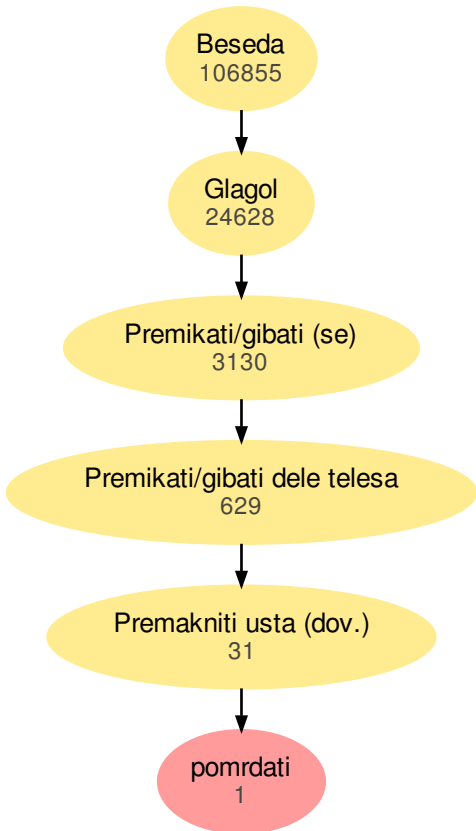 Beseda
106855
Glagol
24628
Premikati/gibati (se)
3130
Premikati/gibati dele telesa
629
Premakniti usta (dov.)
31
pomrdati
1